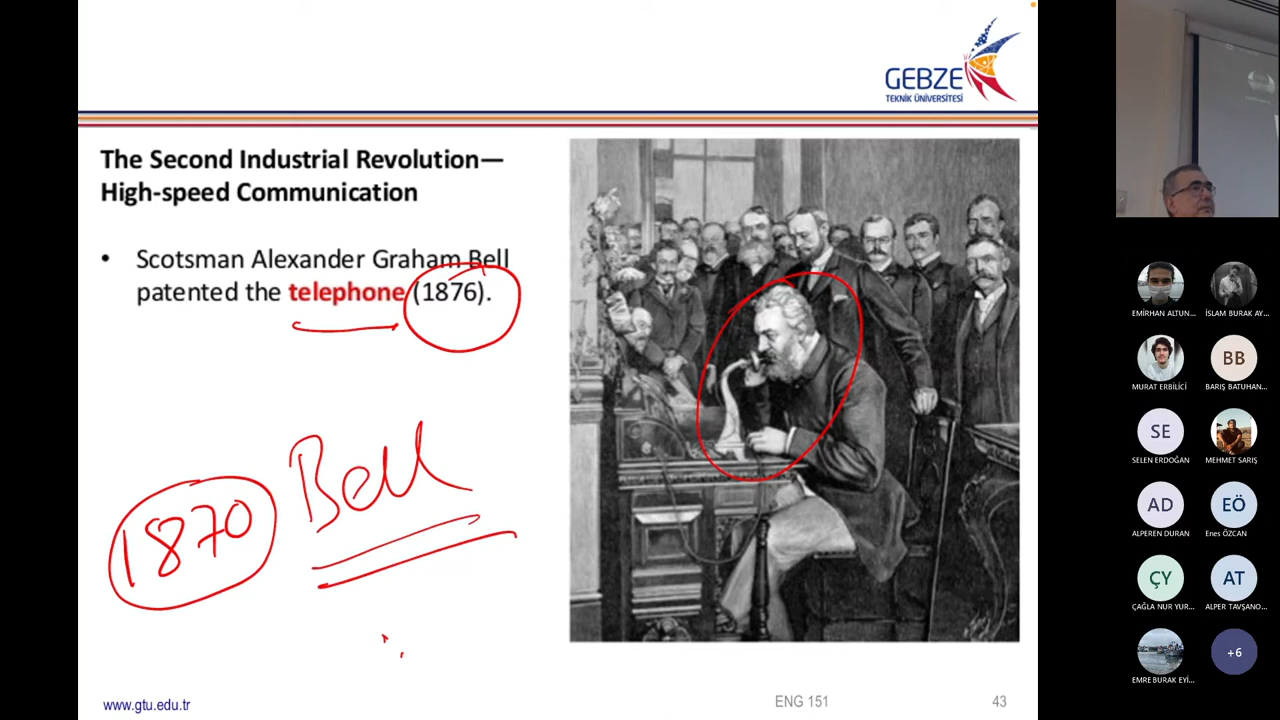 GEBZE
TEKNİK ÜNİVERSİTESİ
The Second Industrial Revolution—
High-speed Communication
• Scotsman Alexander Graham Bell
patented the telephone (1876).
1870 Bell
www.gtu.edu.tr
ENG 151
43
EMİRHAN ALTUN...
İSLAM BURAK AY...
MURAT ERBİLİCİ
BB
BARIŞ BATUHAN...
SE
SELEN ERDOĞAN
MEHMET SARIŞ
AD
ALPEREN DURAN
EÖ
Enes ÖZCAN
ÇY
ÇAĞLA NUR YUR...
AT
ALPER TAVŞANO...
EMRE BURAK EYİ...
+6